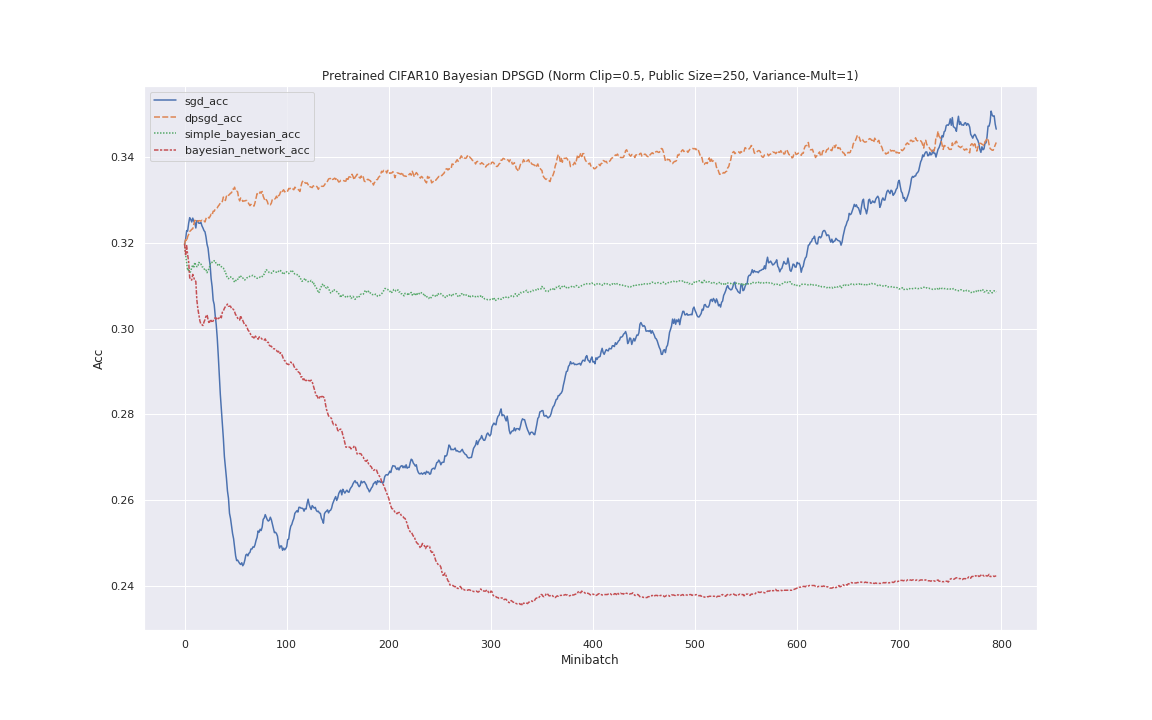 Pretrained CIFAR10 Bayesian DPSGD (Norm Clip=0.5, Public Size=250, Variance-Mult=1)
sgd_acc
dpsgd_acc
simple_bayesian_acc
bayesian_network_acc
Acc
0.34
0.32
0.30
0.28
0.26
0.24
0 100 200 300 400 500 600 700 800
Minibatch